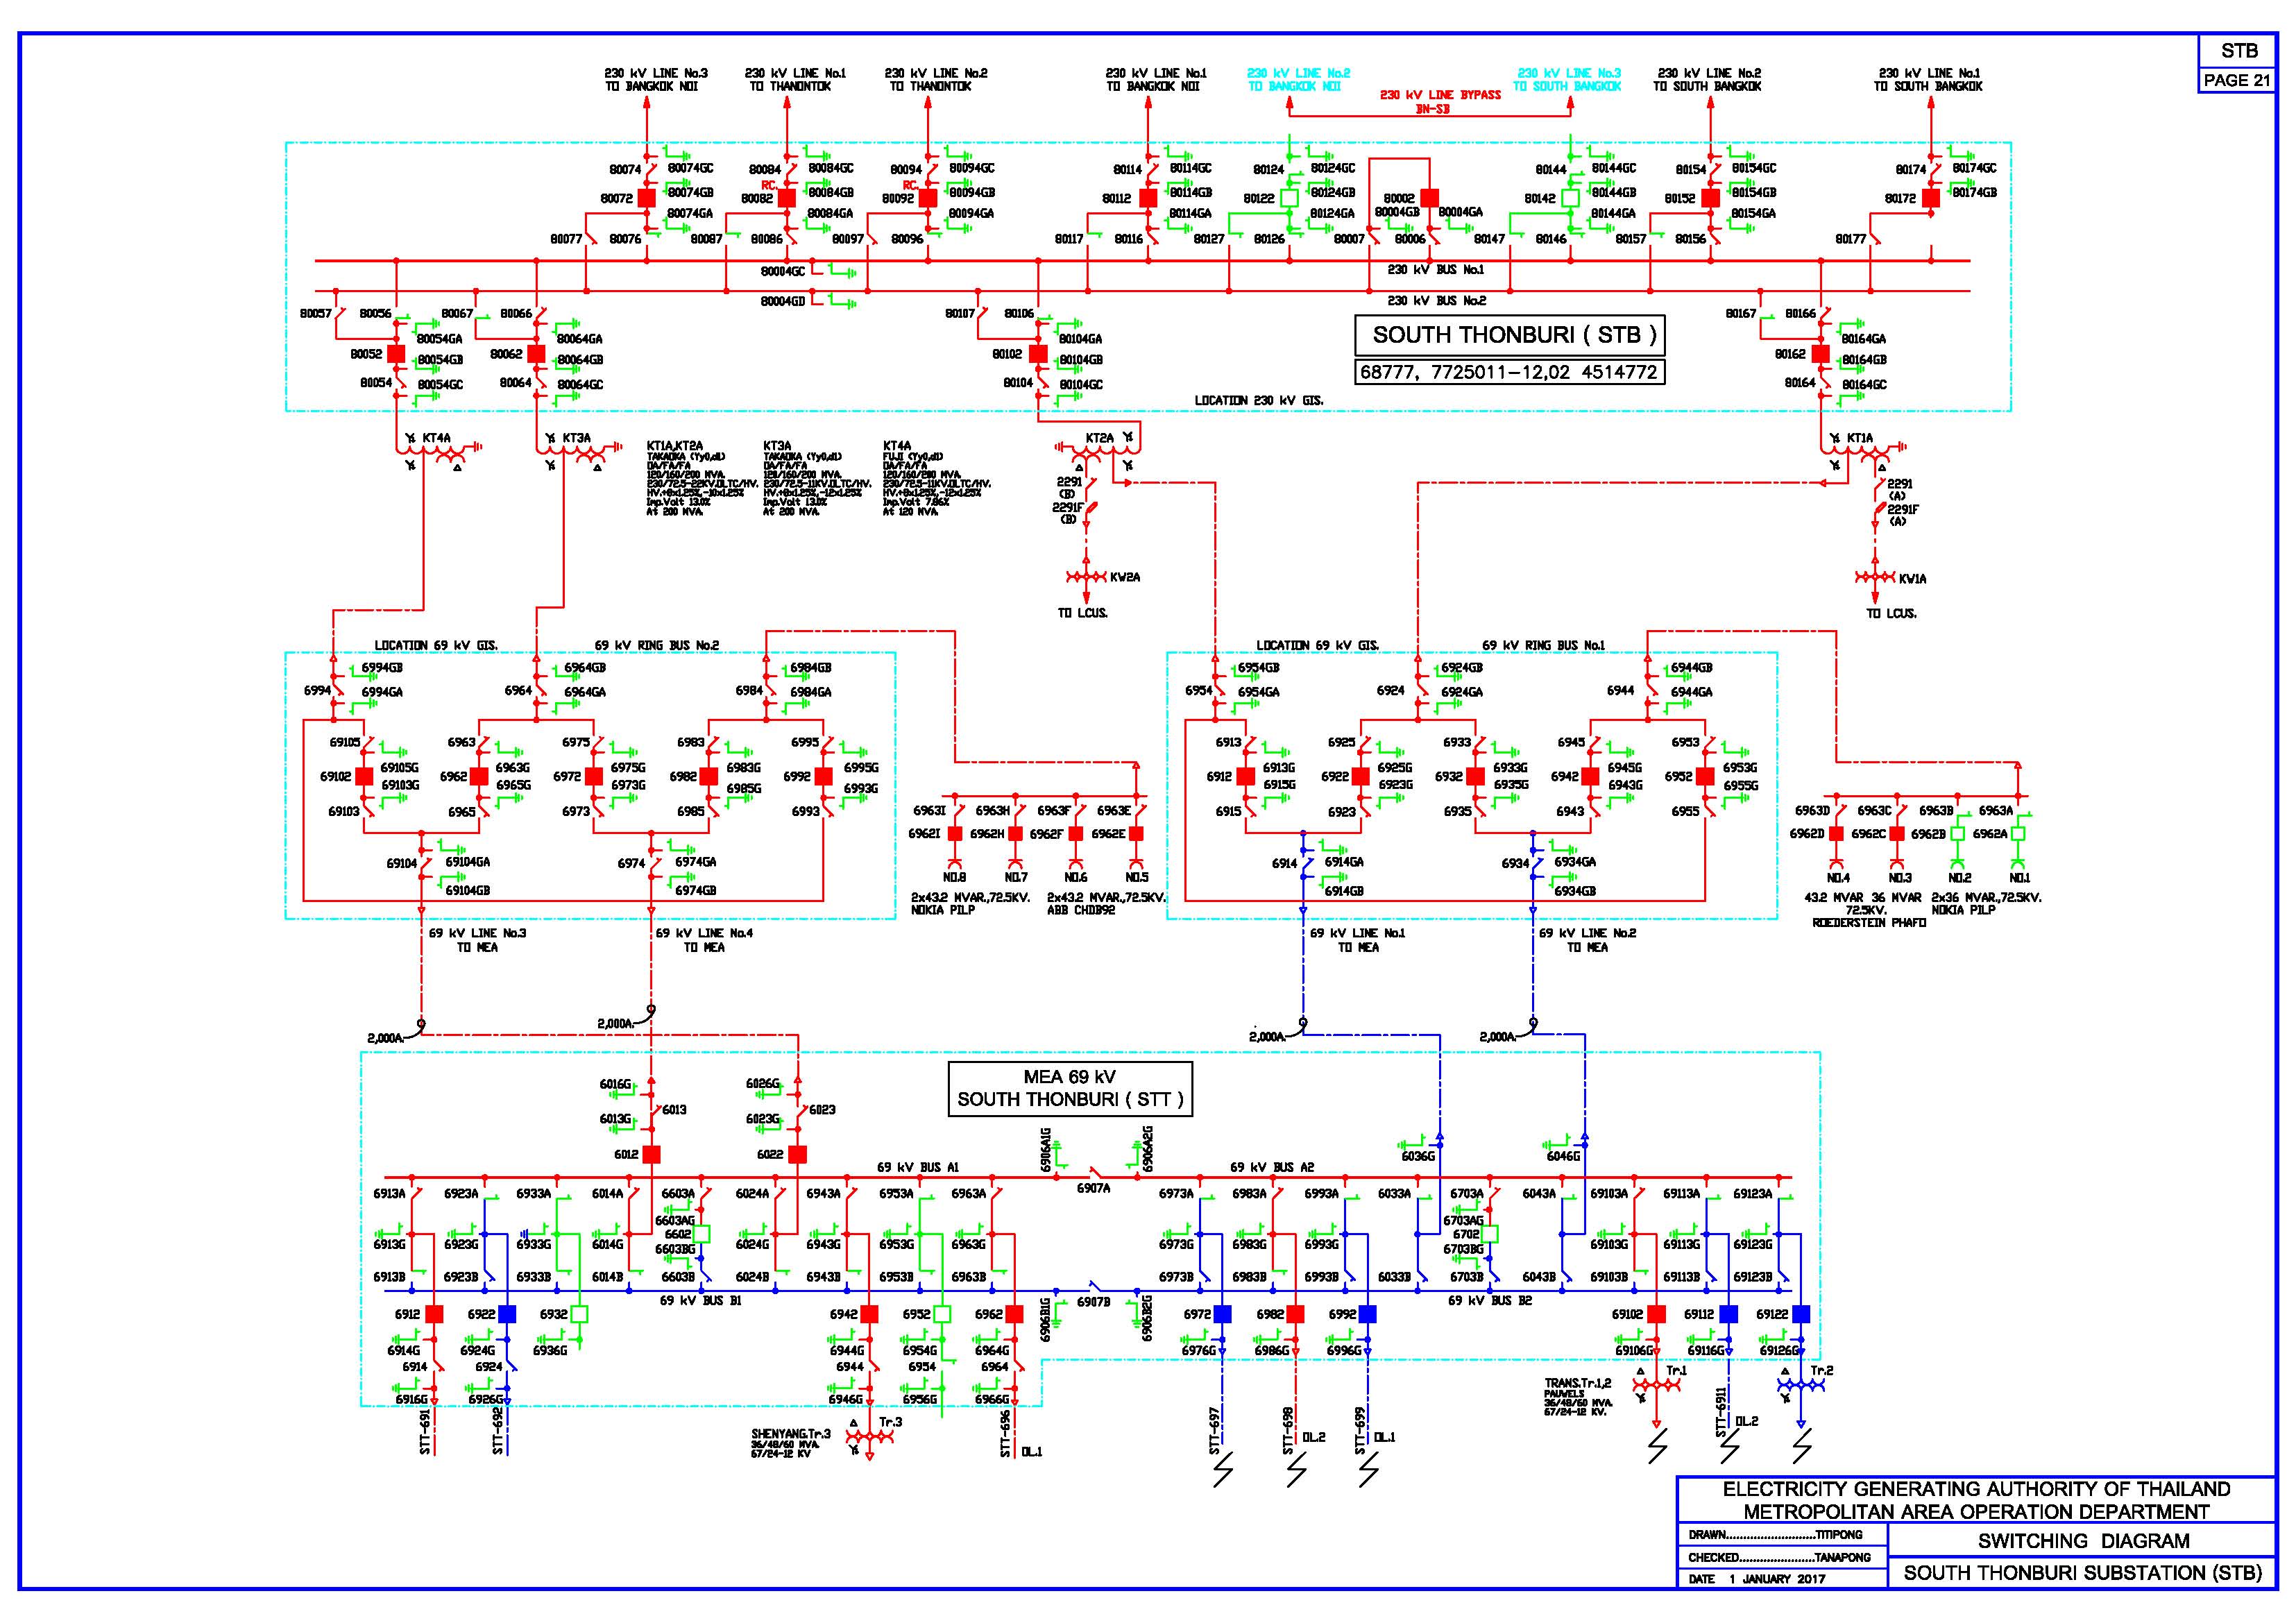 STB
PAGE 21
230 kV LINE No.3
TO BANGKOK NOI
230 kV LINE No.1
TO THANONTOK
230 kV LINE No.2
TO THANONTOK
230 kV LINE No.1
TO BANGKOK NOI
230 kV LINE No.2
TO BANGKOK NOI
230 kV LINE BYPASS
BN-SB
230 kV LINE No.3
TO SOUTH BANGKOK
230 kV LINE No.2
TO SOUTH BANGKOK
230 kV LINE No.1
TO SOUTH BANGKOK
80074 80074GC
80074GB
80072
80074GA
80077 80076
80084 80084GC
RC. 80084GB
80082
80084GA
80087 80086
80094 80094GC
RC. 80094GB
80092
80094GA
80097 80096
80114 80114GC
80114GB
80112
80114GA
80117 80116
80124 80124GC
80124GB
80122
80124GA
80127 80126
80002
80004GB 80004GA
80007 80006
80144 80144GC
80144GB
80142
80144GA
80147 80146
80154 80154GC
80154GB
80152
80154GA
80157 80156
80174 80174GC
80174GB
80172
80177
80004GC
230 kV BUS No.1
80004GD
230 kV BUS No.2
80057 80056
80054GA
80052
80054GB
80054
80054GC
80067 80066
80064GA
80062
80064GB
80064
80064GC
80107 80106
80104GA
80102
80104GB
80104
80104GC
80167 80166
80164GA
80162
80164GB
80164
80164GC
SOUTH THONBURI ( STB )
68777, 7725011-12,02 4514772
LOCATION 230 kV GIS.
KT4A
KT3A
KT2A
KT1A
KT1A,KT2A
TAKAOKA (Yy0,d1)
OA/FA/FA
120/160/200 MVA.
230/72.5-22KV.OLTC/HV.
HV.+8x1.25%,-10x1.25%
Imp.Volt 13.0%
At 200 MVA.
KT3A
TAKAOKA (Yy0,d1)
OA/FA/FA
120/160/200 MVA.
230/72.5-11KV.OLTC/HV.
HV.+8x1.25%,-12x1.25%
Imp.Volt 13.0%
At 200 MVA.
KT4A
FUJI (Yy0,d1)
OA/FA/FA
120/160/200 MVA.
230/72.5-11KV.OLTC/HV.
HV.+8x1.25%,-12x1.25%
Imp.Volt 7.86%
At 120 MVA.
2291
(B)
2291F
(B)
KW2A
TO LCUS.
2291
(A)
2291F
(A)
KW1A
TO LCUS.
LOCATION 69 kV GIS.
69 kV RING BUS No.2
6994GB
6994
6994GA
6964GB
6964
6964GA
6984GB
6984
6984GA
69105 6963 6975 6983 6995
69105G 6963G 6975G 6983G 6995G
69102 6962 6972 6982 6992
69103G 6965G 6973G 6985G 6993G
69103 6965 6973 6985 6993
69104 69104GA
69104GB
6974 6974GA
6974GB
6963I 6963H 6963F 6963E
6962I 6962H 6962F 6962E
NO.8 NO.7 NO.6 NO.5
2x43.2 MVAR.,72.5KV.
NOKIA PILP
2x43.2 MVAR.,72.5KV.
ABB CHDB92
LOCATION 69 kV GIS.
69 kV RING BUS No.1
6954GB
6954
6954GA
6924GB
6924
6924GA
6944GB
6944
6944GA
6913 6925 6933 6945 6953
6913G 6925G 6933G 6945G 6953G
6912 6922 6932 6942 6952
6915G 6923G 6935G 6943G 6955G
6915 6923 6935 6943 6955
6914 6914GA
6914GB
6934 6934GA
6934GB
6963D 6963C 6963B 6963A
6962D 6962C 6962B 6962A
NO.4 NO.3 NO.2 NO.1
43.2 MVAR 36 MVAR
72.5KV.
ROEDERSTEIN PHAFO
2x36 MVAR.,72.5KV.
NOKIA PILP
69 kV LINE No.3
TO MEA
69 kV LINE No.4
TO MEA
69 kV LINE No.1
TO MEA
69 kV LINE No.2
TO MEA
2,000A. 2,000A. 2,000A. 2,000A.
MEA 69 kV
SOUTH THONBURI ( STT )
6016G
6013
6013G
6012
6026G
6023
6023G
6022
6906A1G 6906A2G
6036G 6046G
69 kV BUS A1
6907A
69 kV BUS A2
6913A 6923A 6933A 6014A 6603A 6024A 6943A 6953A 6963A
6603AG
6602
6913G 6923G 6933G 6014G 6603BG 6024G 6943G 6953G 6963G
6913B 6923B 6933B 6014B 6603B 6024B 6943B 6953B 6963B
6973A 6983A 6993A 6033A 6703A 6043A 69103A 69113A 69123A
6703AG
6702
6973G 6983G 6993G 6703BG 69103G 69113G 69123G
6973B 6983B 6993B 6033B 6703B 6043B 69103B 69113B 69123B
69 kV BUS B1
6907B
69 kV BUS B2
6906B1G 6906B2G
6912 6922 6932 6942 6952 6962
6914G 6924G 6936G 6944G 6954G 6964G
6914 6924 6944 6954 6964
6916G 6926G 6946G 6956G 6966G
6972 6982 6992 69102 69112 69122
6976G 6986G 6996G 69106G 69116G 69126G
STT-691
STT-692
SHENYANG.Tr.3
36/48/60 MVA.
67/24-12 KV
Tr.3
STT-696
OL.1
STT-697
STT-698
OL.2
STT-699
OL.1
TRANS.Tr.1,2
PAUWELS
36/48/60 MVA.
67/24-12 KV.
Tr.1
STT-6911
OL.2
Tr.2
ELECTRICITY GENERATING AUTHORITY OF THAILAND
METROPOLITAN AREA OPERATION DEPARTMENT
DRAWN..........................TITIPONG
CHECKED......................TANAPONG
DATE 1 JANUARY 2017
SWITCHING DIAGRAM
SOUTH THONBURI SUBSTATION (STB)